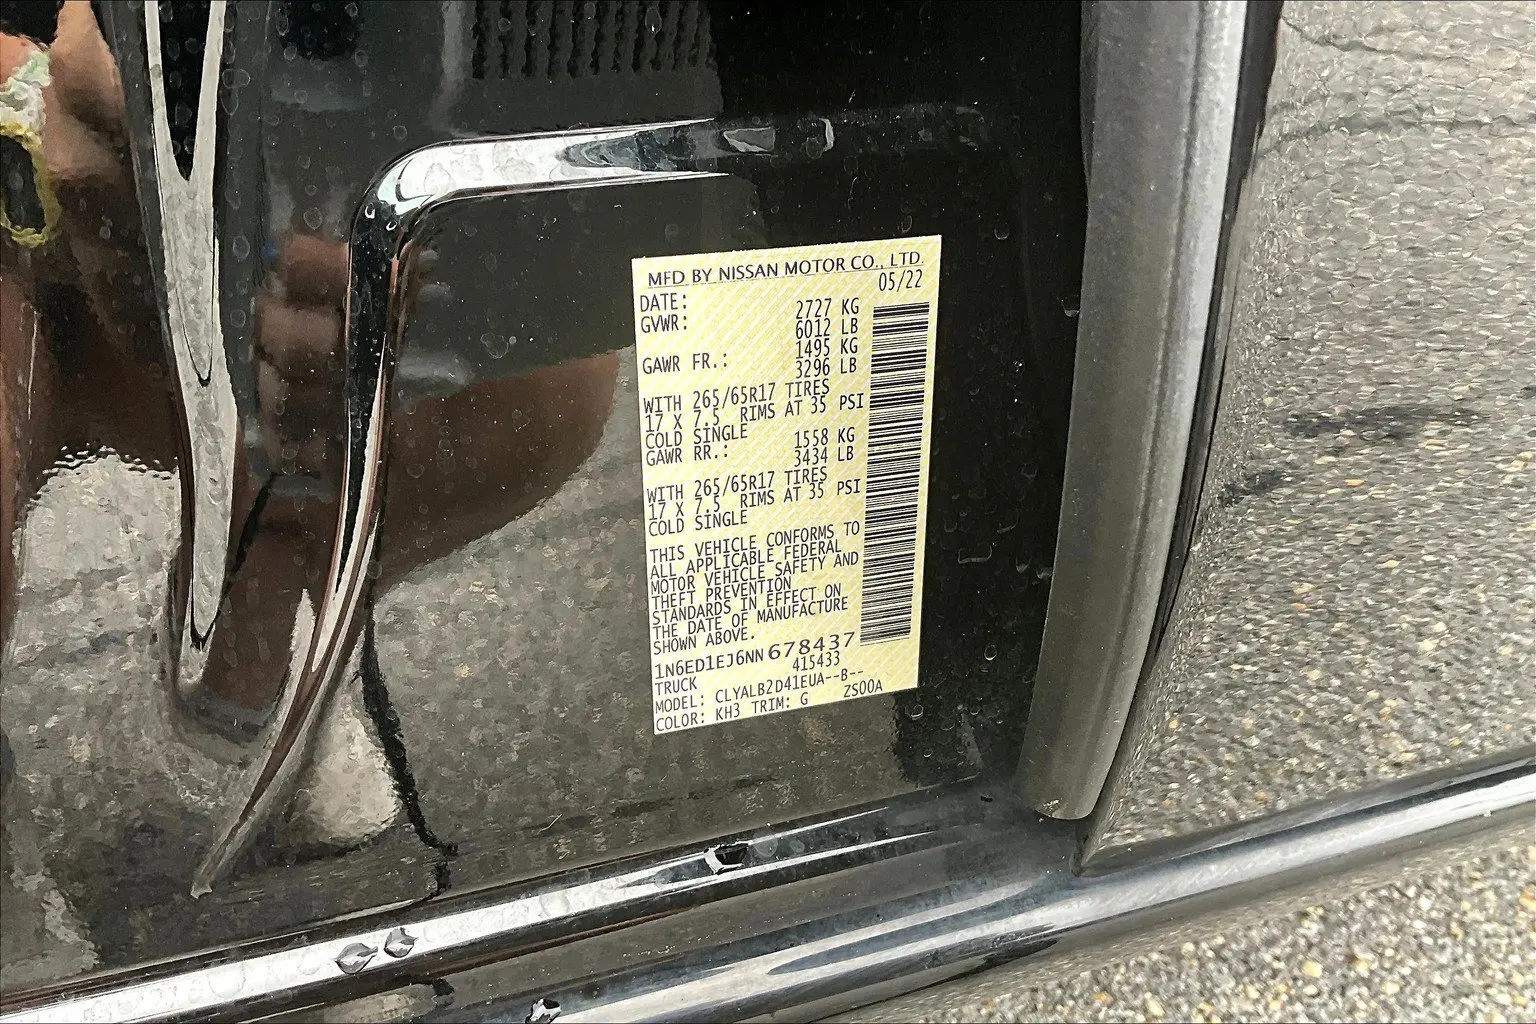 MFD BY NISSAN MOTOR CO., LTD.
DATE: 05/22
GVWR: 2727 KG
6012 LB
GAWR FR.: 1495 KG
3296 LB
WITH 265/65R17 TIRES
17 X 7.5 RIMS AT 35 PSI
COLD SINGLE
GAWR RR.: 1558 KG
3434 LB
WITH 265/65R17 TIRES
17 X 7.5 RIMS AT 35 PSI
COLD SINGLE
THIS VEHICLE CONFORMS TO
ALL APPLICABLE FEDERAL
MOTOR VEHICLE SAFETY AND
THEFT PREVENTION
STANDARDS IN EFFECT ON
THE DATE OF MANUFACTURE
SHOWN ABOVE.
1N6ED1EJ6NN678437
TRUCK 415433
MODEL: CLYALB2D41EUA--B--
COLOR: KH3 TRIM: G ZS00A